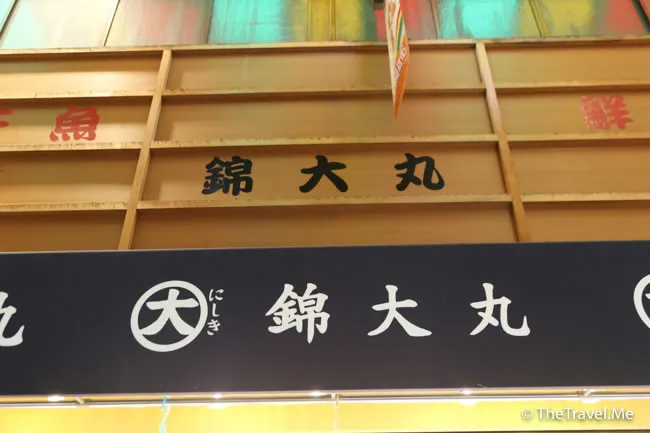 魚
鮮
錦大丸
丸
大 にしき 錦大丸
© TheTravel.Me